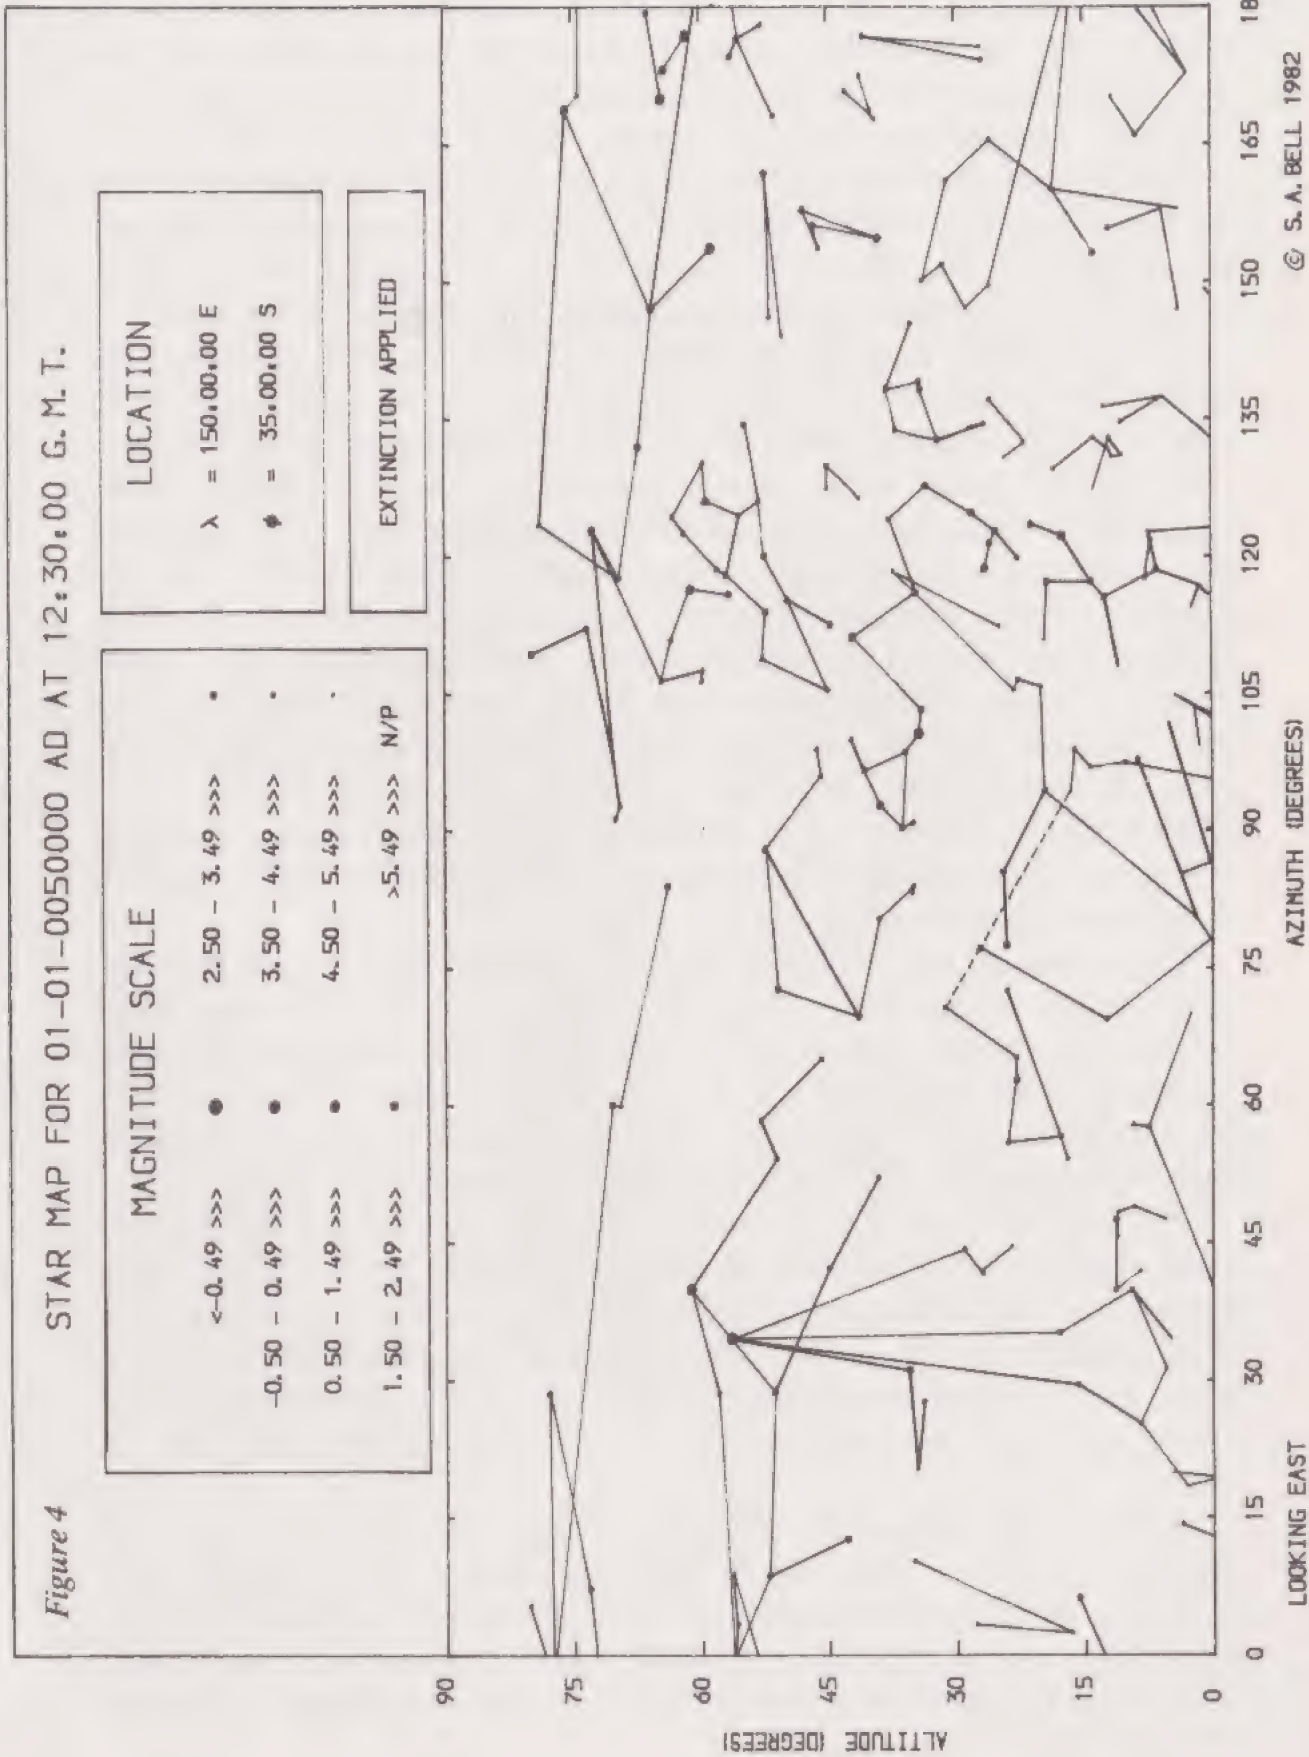 Figure 4
STAR MAP FOR 01-01-0050000 AD AT 12:30:00 G.M.T.
MAGNITUDE SCALE
<-0.49 >>>
2.50 - 3.49 >>>
-0.50 - 0.49 >>>
3.50 - 4.49 >>>
0.50 - 1.49 >>>
4.50 - 5.49 >>>
1.50 - 2.49 >>>
>5.49 >>> N/P
LOCATION
λ = 150.00.00 E
φ = 35.00.00 S
EXTINCTION APPLIED
ALTITUDE (DEGREES)
90
75
60
45
30
15
0
0 15 30 45 60 75 90 105 120 135 150 165 18
LOOKING EAST
AZIMUTH (DEGREES)
© S. A. BELL 1982